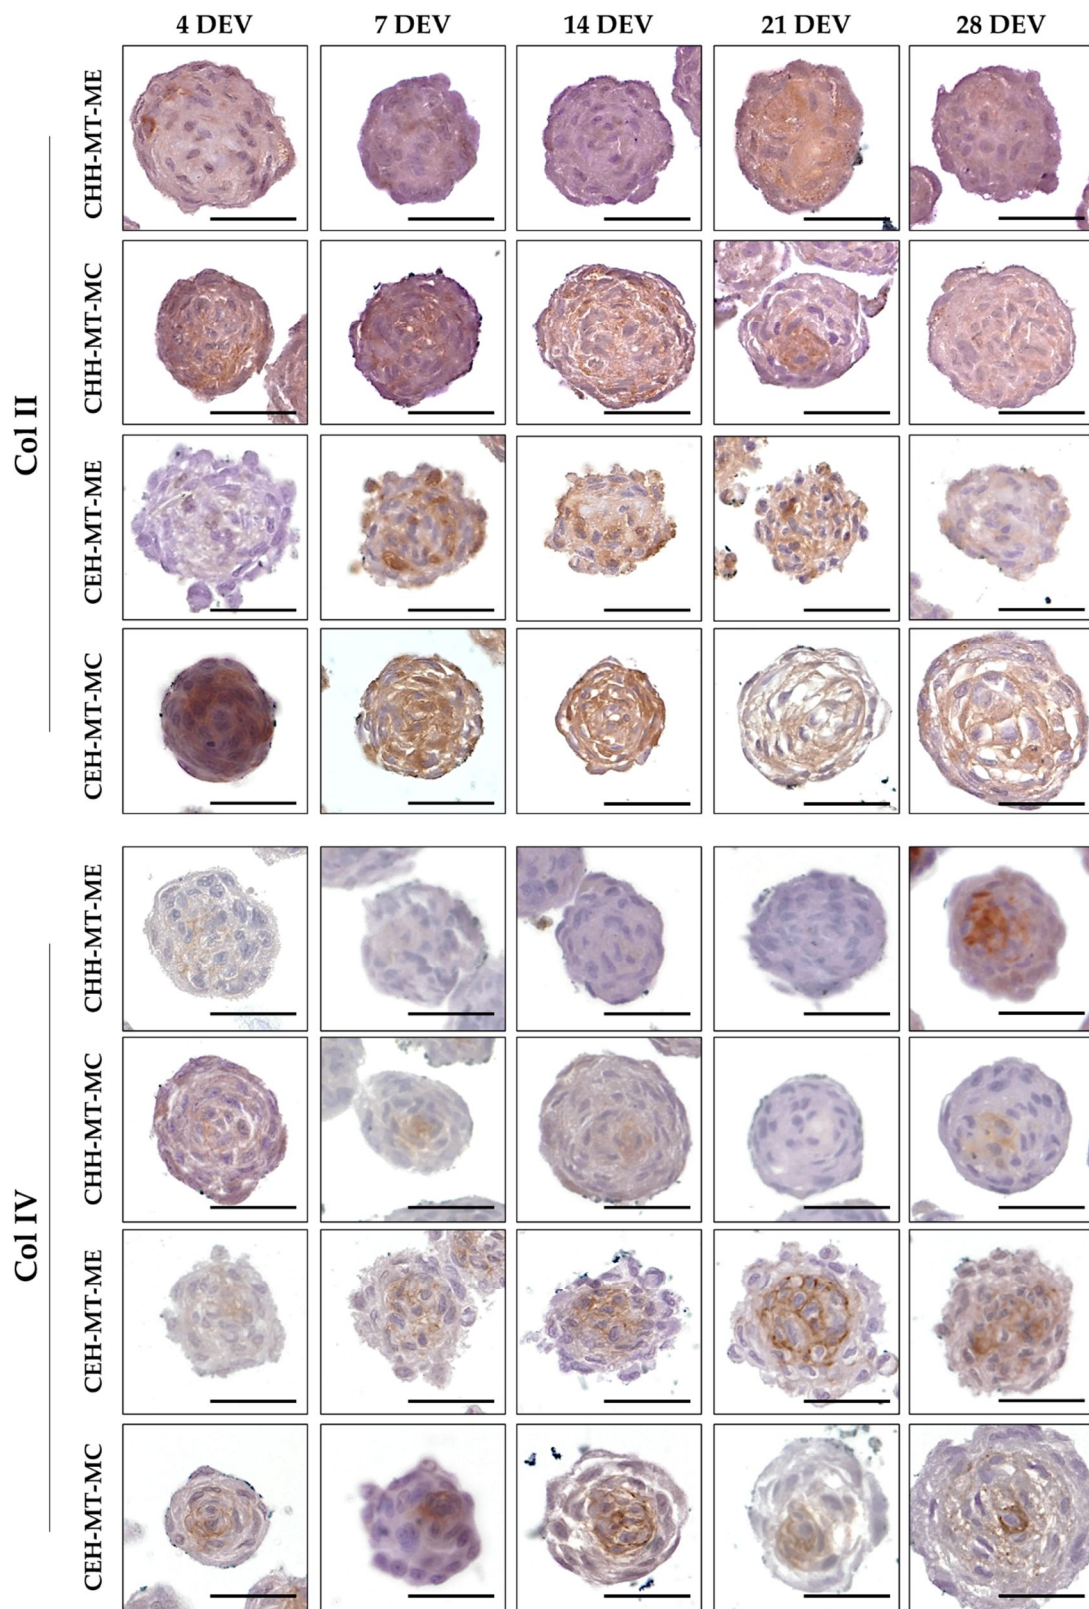 4 DEV 7 DEV 14 DEV 21 DEV 28 DEV
Col II
CHH-MT-ME
CHH-MT-MC
CEH-MT-ME
CEH-MT-MC
Col IV
CHH-MT-ME
CHH-MT-MC
CEH-MT-ME
CEH-MT-MC